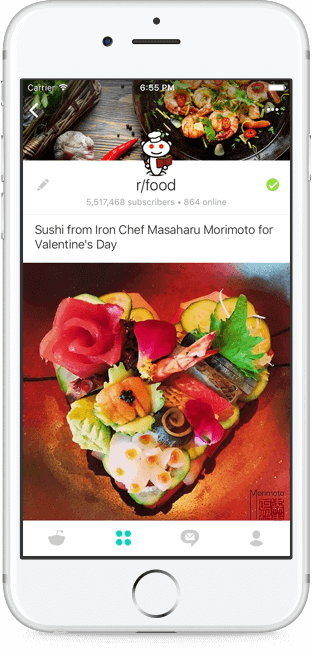 Carrier 6:55 PM
r/food
5,517,468 subscribers • 864 online
Sushi from Iron Chef Masaharu Morimoto for
Valentine's Day
Morimoto